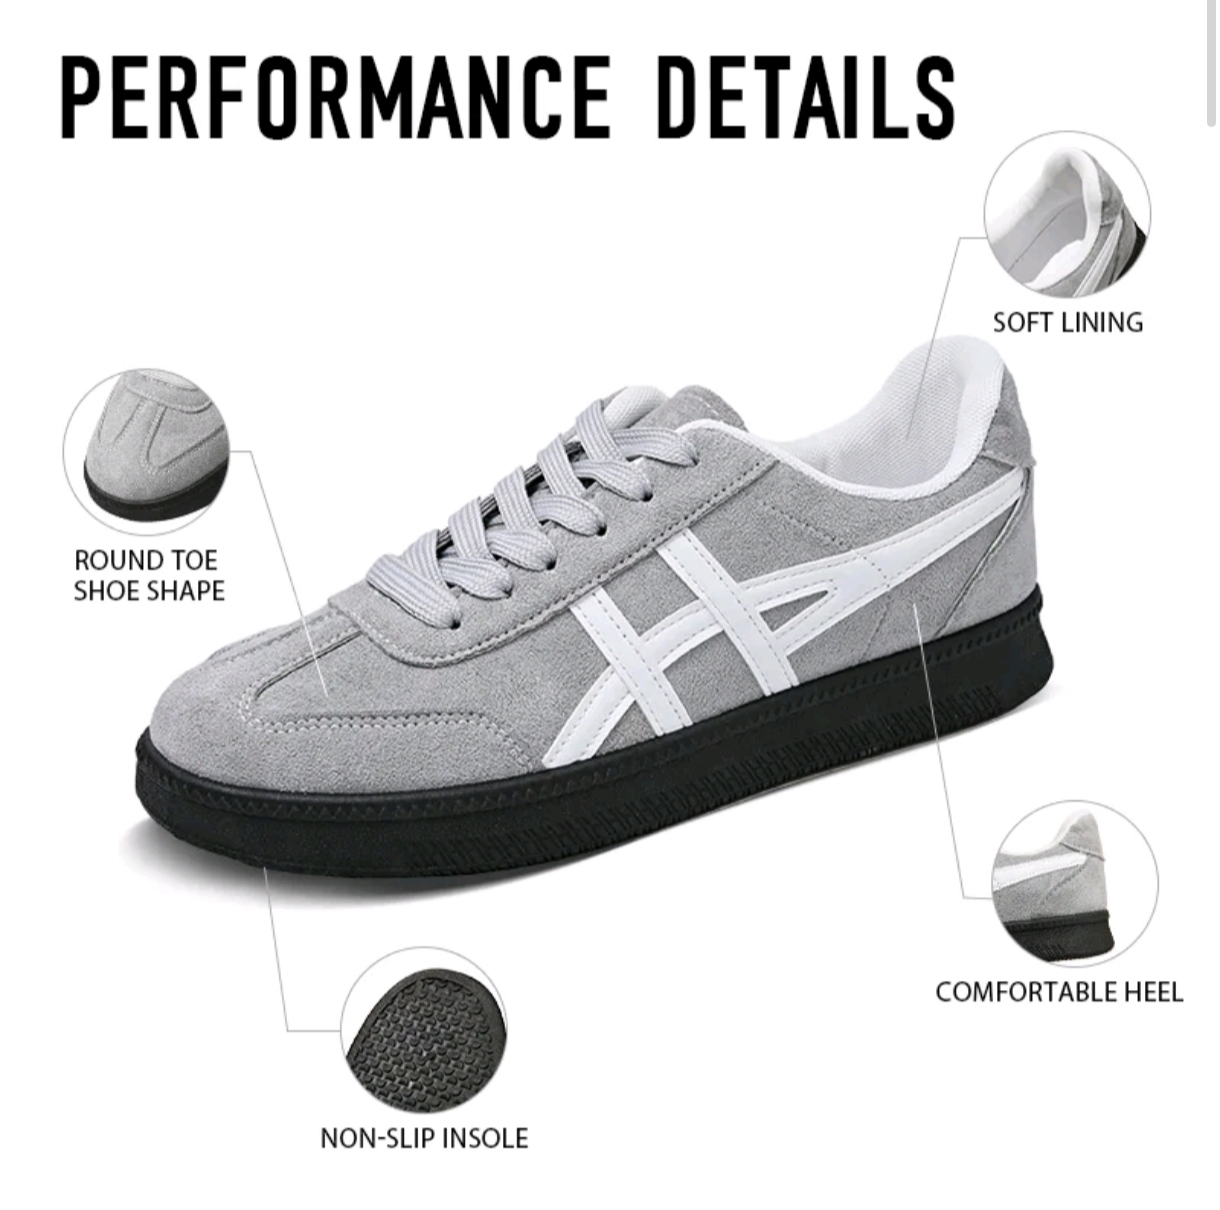 PERFORMANCE DETAILS
SOFT LINING
ROUND TOE
SHOE SHAPE
COMFORTABLE HEEL
NON-SLIP INSOLE